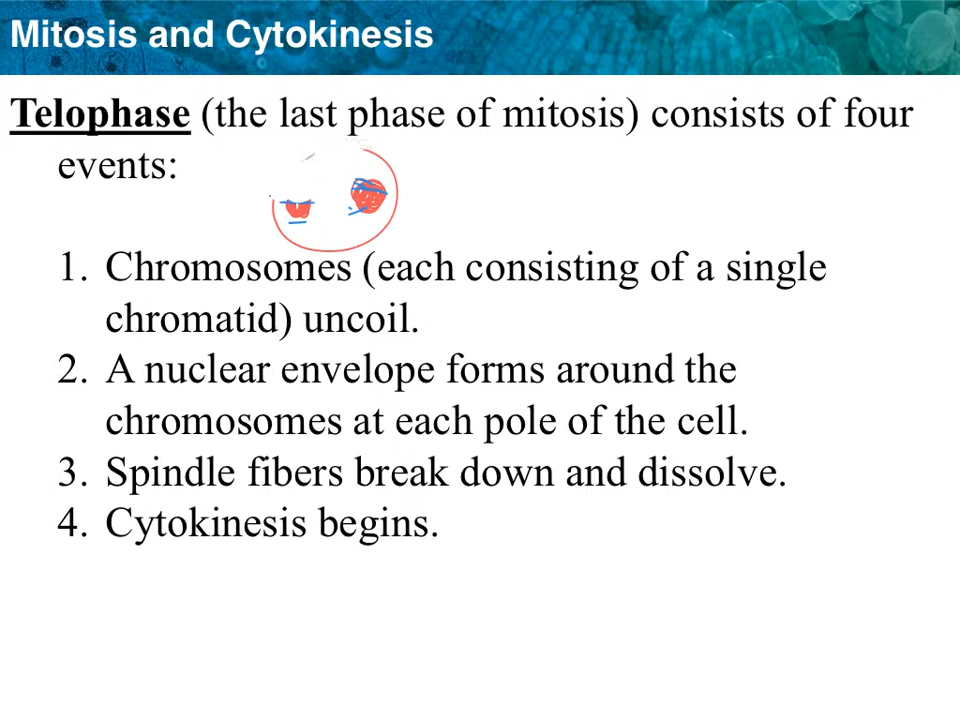 Mitosis and Cytokinesis
Telophase (the last phase of mitosis) consists of four
events:
1. Chromosomes (each consisting of a single
chromatid) uncoil.
2. A nuclear envelope forms around the
chromosomes at each pole of the cell.
3. Spindle fibers break down and dissolve.
4. Cytokinesis begins.